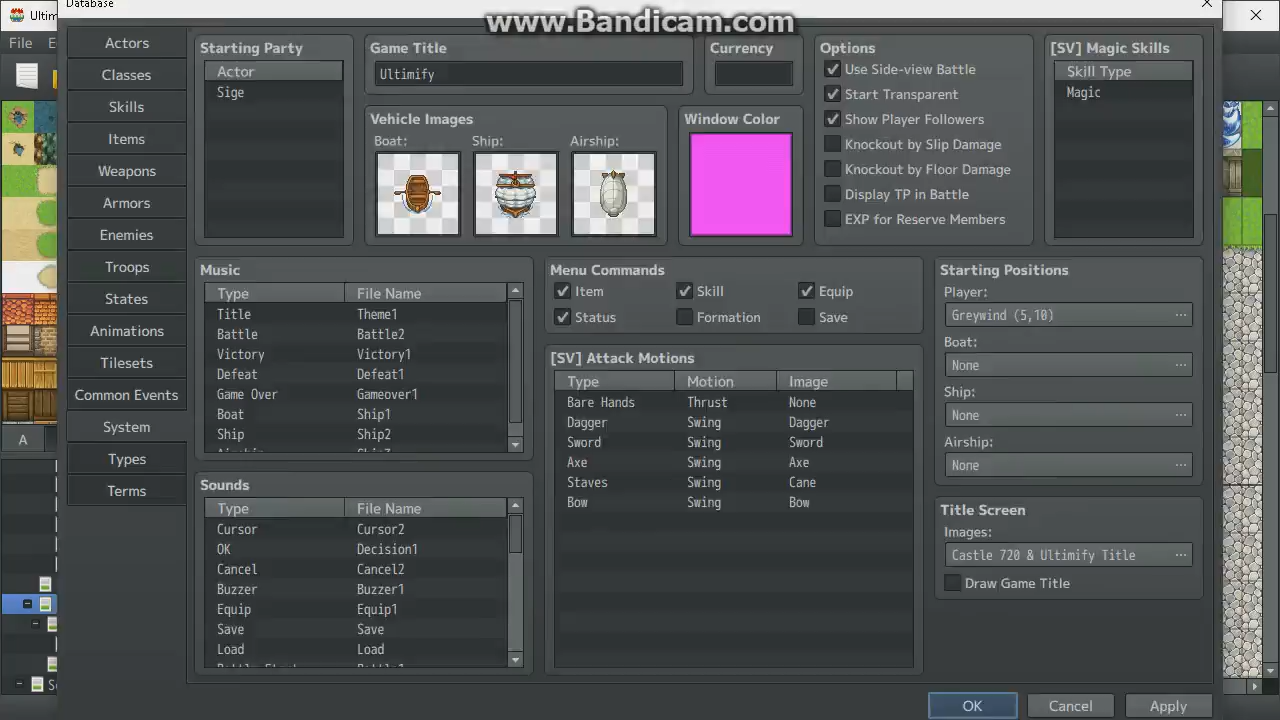 www.Bandicam.com
Database
Ultim
File
Actors
Classes
Skills
Items
Weapons
Armors
Enemies
Troops
States
Animations
Tilesets
Common Events
System
Types
Terms
A
Starting Party
Actor
Sige
Game Title
Ultimify
Currency
Vehicle Images
Boat:
Ship:
Airship:
Window Color
Options
Use Side-view Battle
Start Transparent
Show Player Followers
Knockout by Slip Damage
Knockout by Floor Damage
Display TP in Battle
EXP for Reserve Members
[SV] Magic Skills
Skill Type
Magic
Music
Type File Name
Title Theme1
Battle Battle2
Victory Victory1
Defeat Defeat1
Game Over Gameover1
Boat Ship1
Ship Ship2
Sounds
Type File Name
Cursor Cursor2
OK Decision1
Cancel Cancel2
Buzzer Buzzer1
Equip Equip1
Save Save
Load Load
Menu Commands
Item Skill Equip
Status Formation Save
[SV] Attack Motions
Type Motion Image
Bare Hands Thrust None
Dagger Swing Dagger
Sword Swing Sword
Axe Swing Axe
Staves Swing Cane
Bow Swing Bow
Starting Positions
Player:
Greywind (5,10) ...
Boat:
None ...
Ship:
None ...
Airship:
None ...
Title Screen
Images:
Castle 720 & Ultimify Title ...
Draw Game Title
OK Cancel Apply